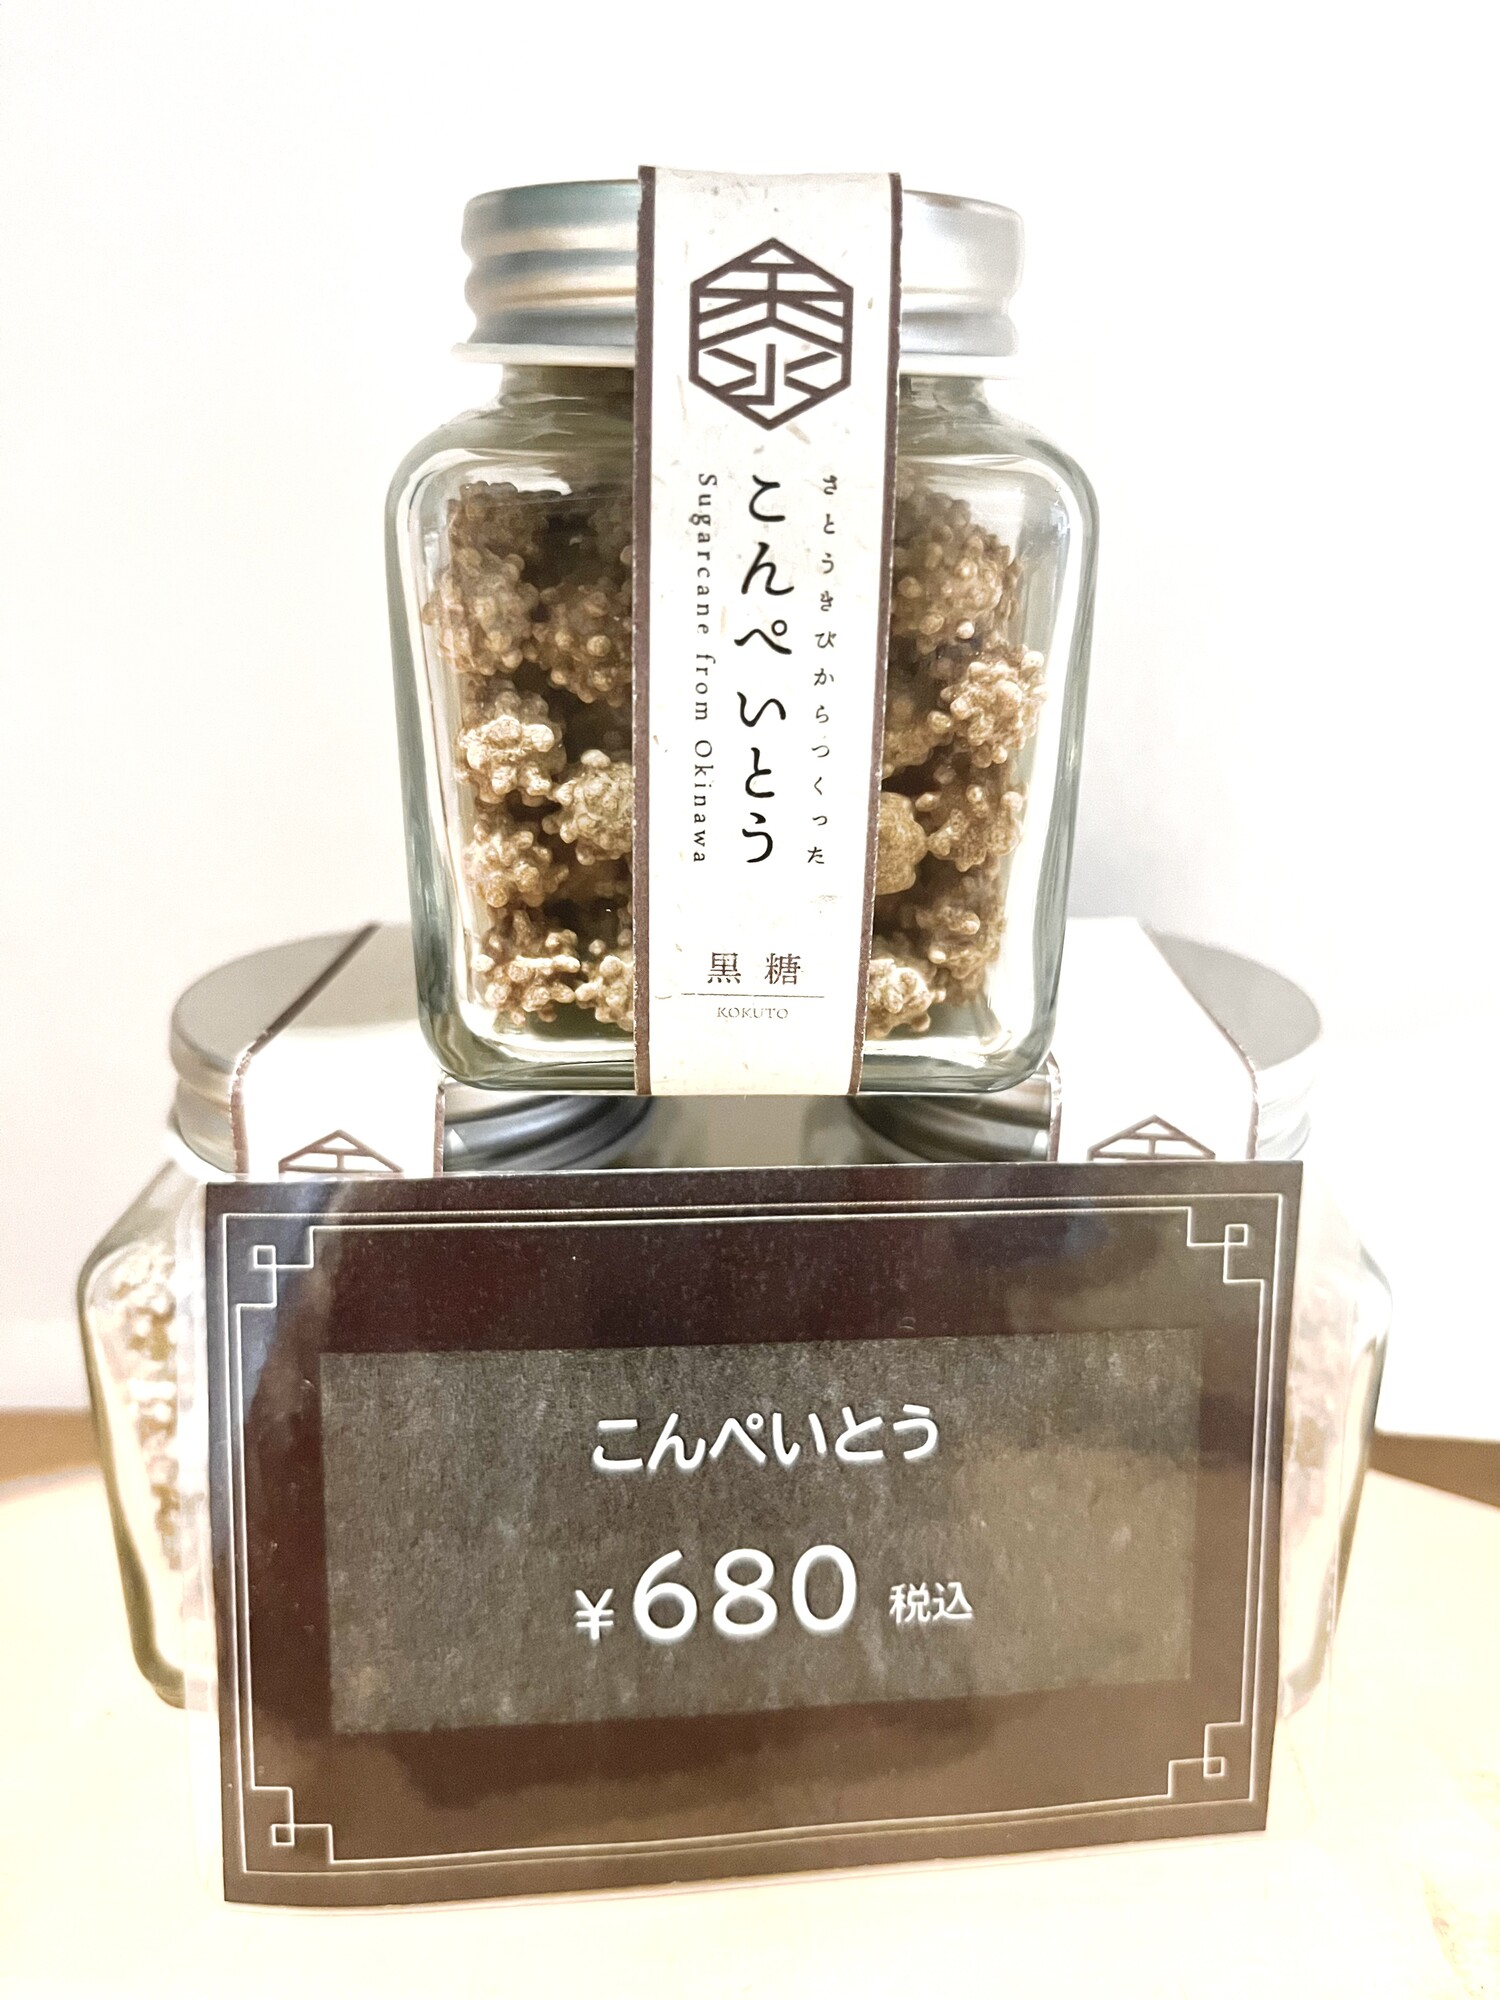 さとうきびからつくった
こんぺいとう
Sugarcane from Okinawa
黒糖
KOKUTO
こんぺいとう
¥680 税込